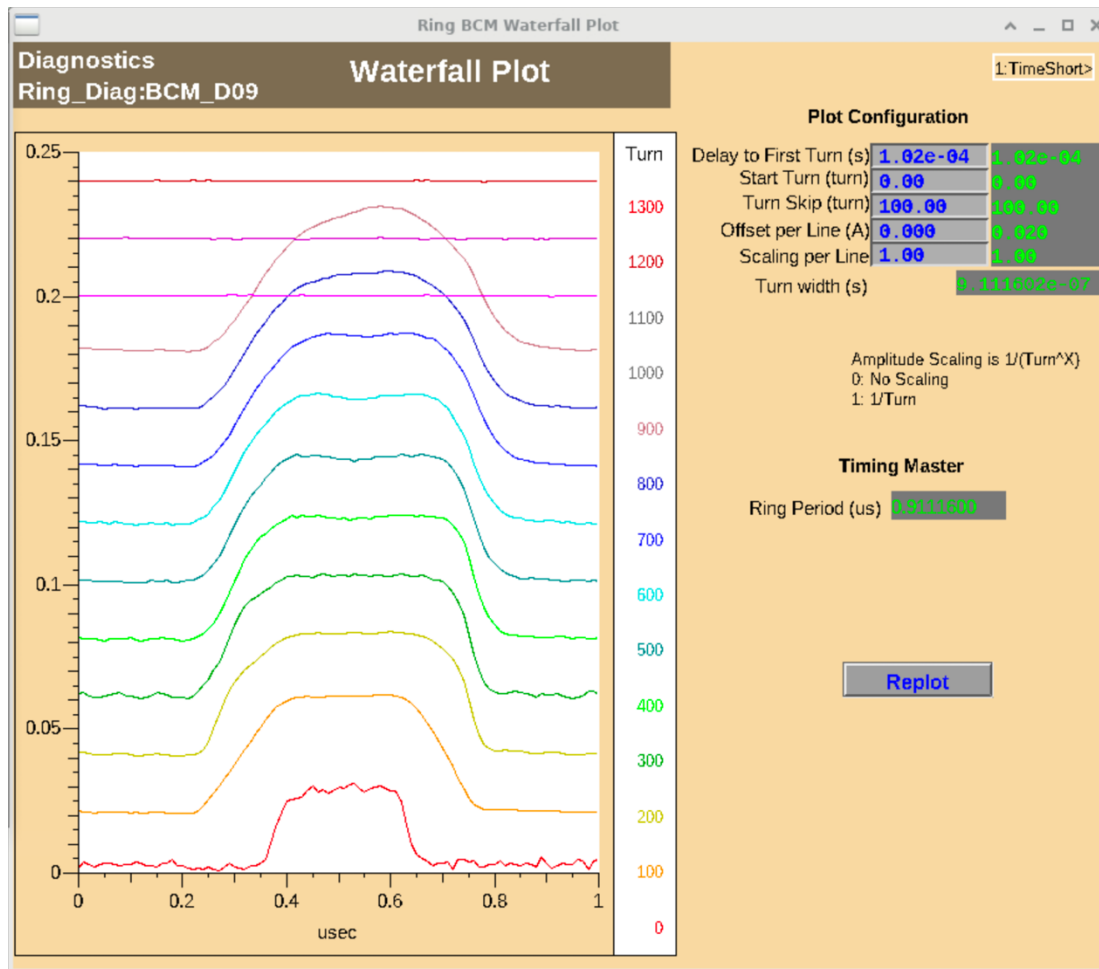 Ring BCM Waterfall Plot
Diagnostics
Ring_Diag:BCM_D09
Waterfall Plot
1:TimeShort>
Plot Configuration
Delay to First Turn (s) 1.02e-04 1.02e-04
Start Turn (turn) 0.00 0.00
Turn Skip (turn) 100.00 100.00
Offset per Line (A) 0.000 0.020
Scaling per Line 1.00 1.00
Turn width (s) 9.111602e-07
Amplitude Scaling is 1/(Turn^X}
0: No Scaling
1: 1/Turn
Timing Master
Ring Period (us) 0.9111600
Replot
0.25
0.2
0.15
0.1
0.05
0
0 0.2 0.4 0.6 0.8 1
usec
Turn
1300
1200
1100
1000
900
800
700
600
500
400
300
200
100
0